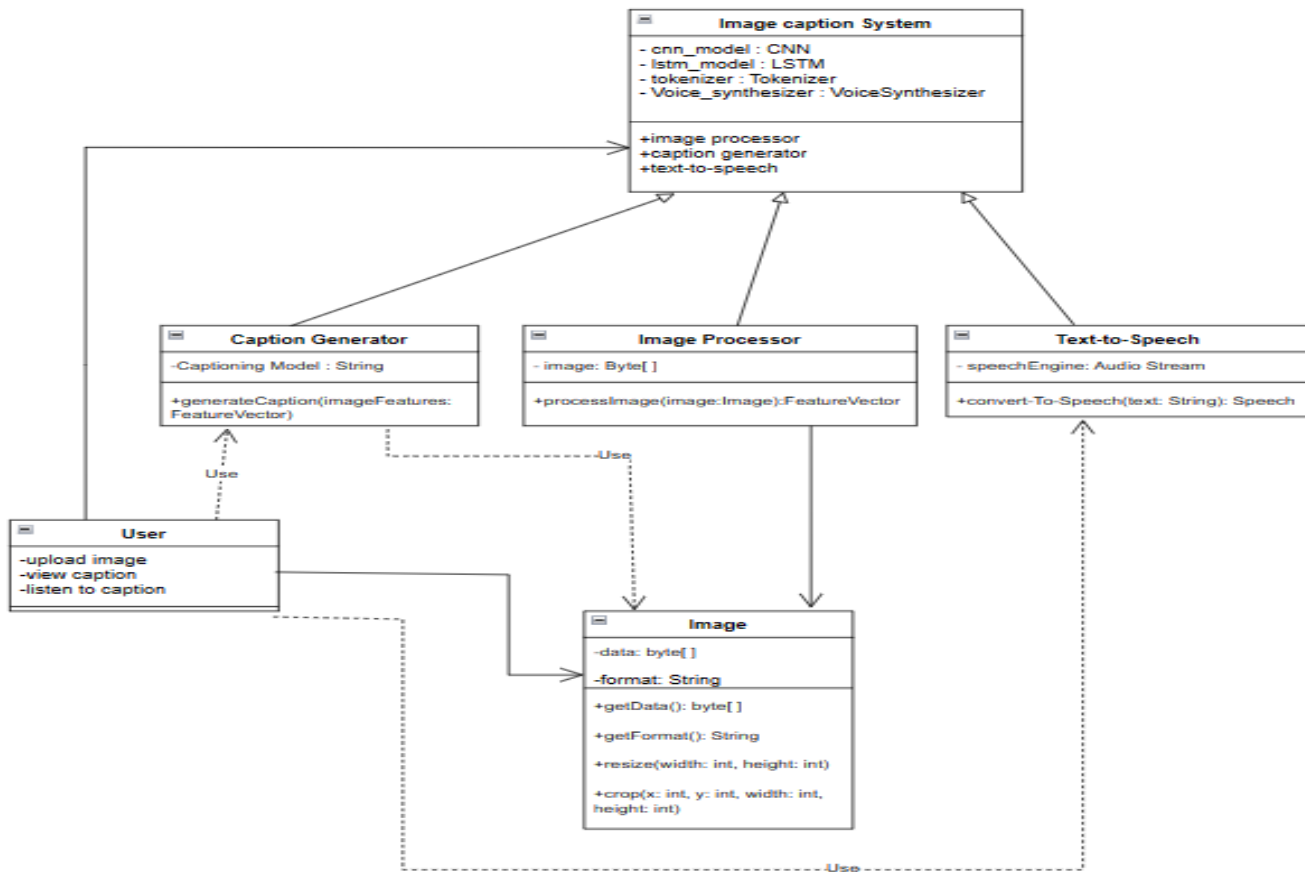 Image caption System
- cnn_model : CNN
- lstm_model : LSTM
- tokenizer : Tokenizer
- Voice_synthesizer : VoiceSynthesizer
+image processor
+caption generator
+text-to-speech
Caption Generator
-Captioning Model : String
+generateCaption(imageFeatures:
FeatureVector)
Image Processor
- image: Byte[ ]
+processImage(image:Image):FeatureVector
Text-to-Speech
- speechEngine: Audio Stream
+convert-To-Speech(text: String): Speech
Use
Use
User
-upload image
-view caption
-listen to caption
Image
-data: byte[ ]
-format: String
+getData(): byte[ ]
+getFormat(): String
+resize(width: int, height: int)
+crop(x: int, y: int, width: int,
height: int)
Use